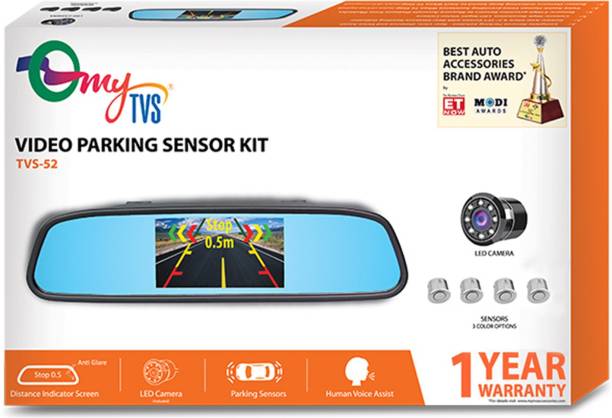 my
TVS®
VIDEO PARKING SENSOR KIT
TVS-52
BEST AUTO
ACCESSORIES
BRAND AWARD*
by
ET
NOW
MODI
AWARDS
Stop
0.5m
LED CAMERA
SENSORS
3 COLOR OPTIONS
Anti Glare
Stop 0.5
Distance Indicator Screen
LED Camera
(included)
Parking Sensors
Human Voice Assist
1 YEAR
WARRANTY